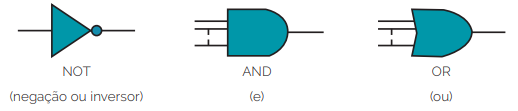 NOT AND OR
(negação ou inversor) (e) (ou)